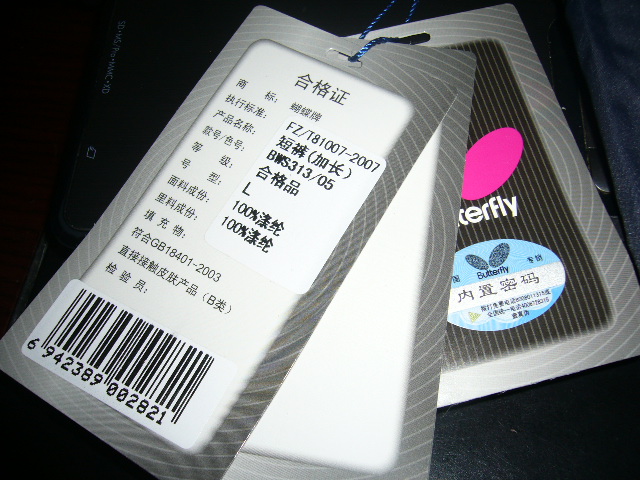 合格证
商 标: 蝴蝶牌
执行标准: FZ/T81007-2007
产品名称: 短裤(加长)
款号/色号: BWS313/05
等 级: 合格品
号 型: L
面料成份: 100%涤纶
里料成份: 100%涤纶
填 充 物:
符合GB18401-2003
直接接触皮肤产品（B类）
检 验 员:
6 942389 002821
tterfly
Butterfly
专销
内置密码